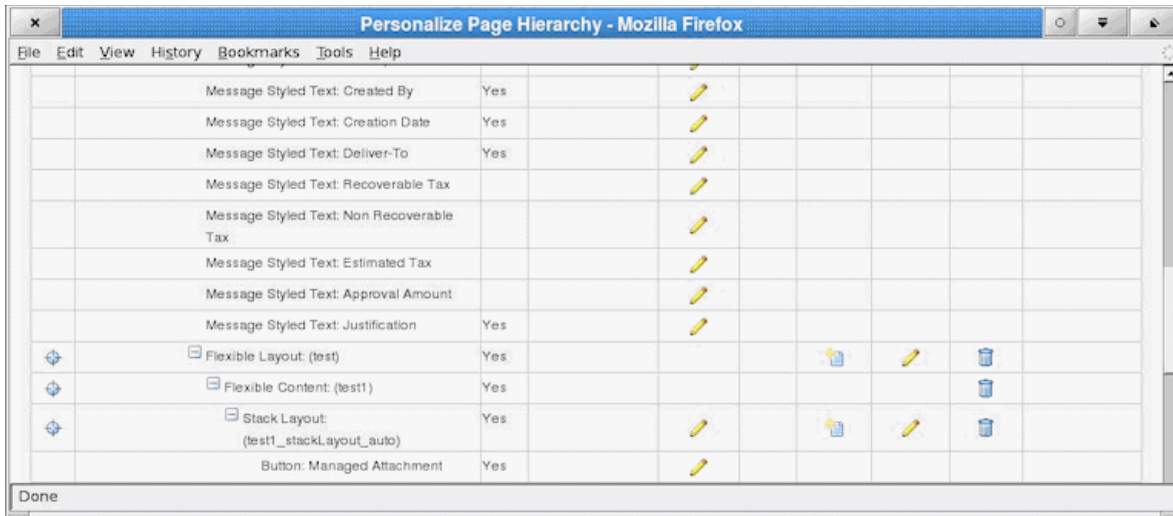 Personalize Page Hierarchy - Mozilla Firefox
File Edit View History Bookmarks Tools Help
Message Styled Text: Created By Yes
Message Styled Text: Creation Date Yes
Message Styled Text: Deliver-To Yes
Message Styled Text: Recoverable Tax
Message Styled Text: Non Recoverable
Tax
Message Styled Text: Estimated Tax
Message Styled Text: Approval Amount
Message Styled Text: Justification Yes
Flexible Layout: (test) Yes
Flexible Content: (test1) Yes
Stack Layout: Yes
(test1_stackLayout_auto)
Button: Managed Attachment Yes
Done